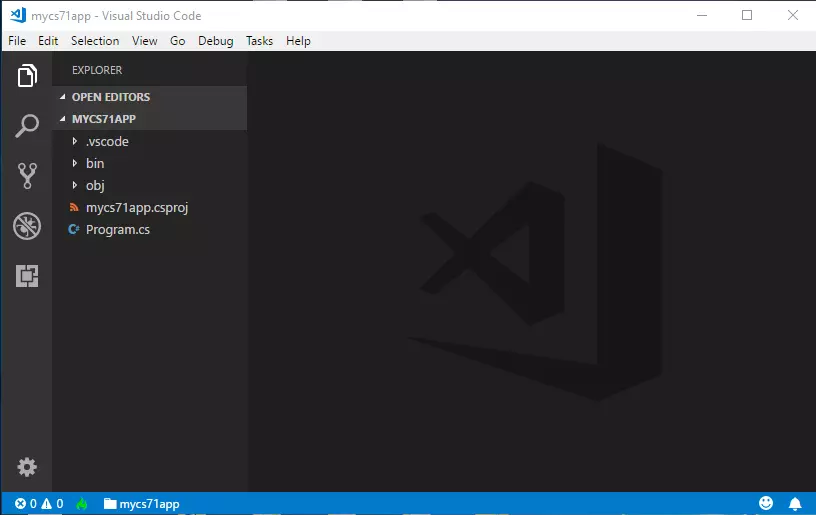 mycs71app - Visual Studio Code
File Edit Selection View Go Debug Tasks Help
EXPLORER
OPEN EDITORS
MYCS71APP
.vscode
bin
obj
mycs71app.csproj
C# Program.cs
0 0 mycs71app